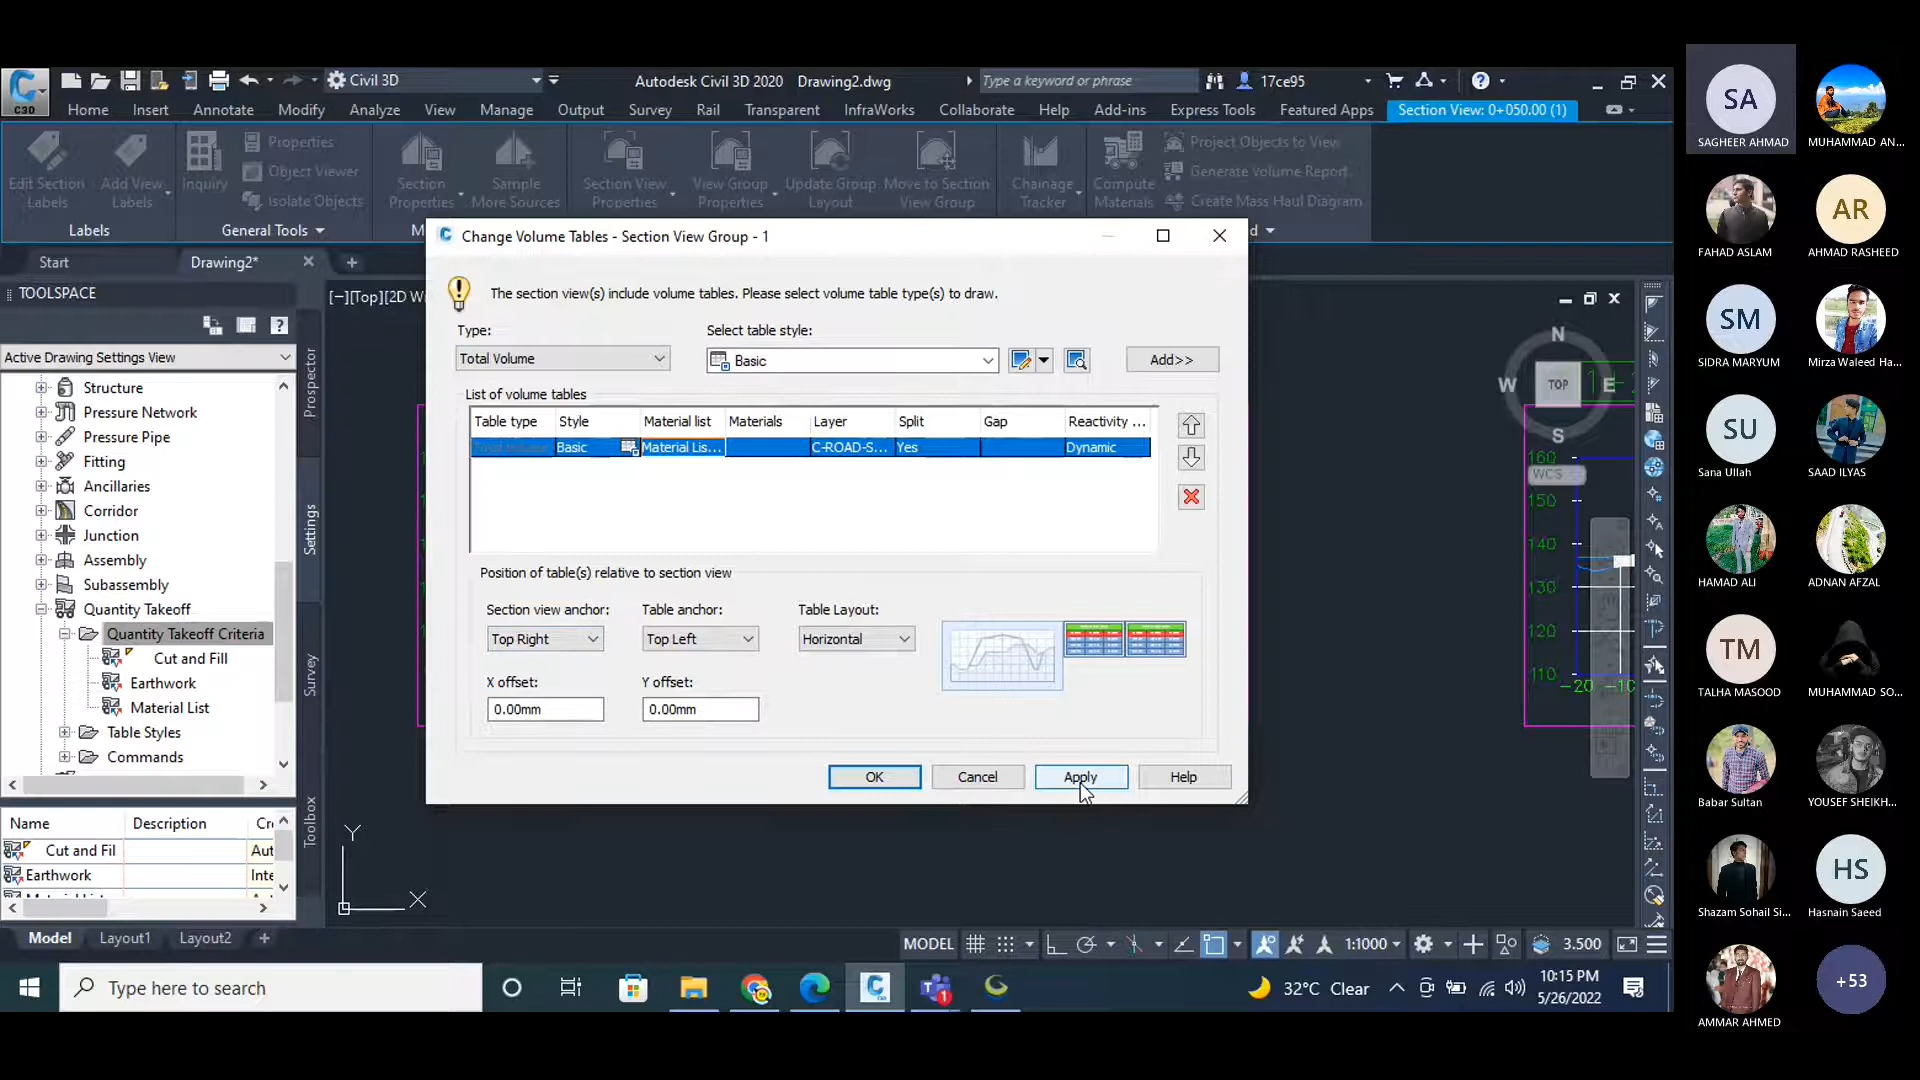 Civil 3D
Autodesk Civil 3D 2020 Drawing2.dwg
Type a keyword or phrase
17ce95
C3D
Home Insert Annotate Modify Analyze View Manage Output Survey Rail Transparent InfraWorks Collaborate Help Add-ins Express Tools Featured Apps Section View: 0+050.00 (1)
Edit Section Labels
Add View Labels
Inquiry
Properties
Object Viewer
Isolate Objects
Section Properties
Sample More Sources
Section View Properties
View Group Properties
Update Group Layout
Move to Section View Group
Chainage Tracker
Compute Materials
Project Objects to View
Generate Volume Report
Create Mass Haul Diagram
Labels
General Tools
Start
Drawing2*
TOOLSPACE
Active Drawing Settings View
Structure
Pressure Network
Pressure Pipe
Fitting
Ancillaries
Corridor
Junction
Assembly
Subassembly
Quantity Takeoff
Quantity Takeoff Criteria
Cut and Fill
Earthwork
Material List
Table Styles
Commands
Prospector
Settings
Survey
Toolbox
Name Description
Cut and Fil Aut
Earthwork Inte
[−][Top][2D Wi
Change Volume Tables - Section View Group - 1
The section view(s) include volume tables. Please select volume table type(s) to draw.
Type:
Total Volume
Select table style:
Basic
Add>>
List of volume tables
Table type Style Material list Materials Layer Split Gap Reactivity ...
Basic Material Lis... C-ROAD-S... Yes Dynamic
Position of table(s) relative to section view
Section view anchor: Table anchor: Table Layout:
Top Right Top Left Horizontal
X offset: Y offset:
0.00mm 0.00mm
OK Cancel Apply Help
N
W TOP E
S
WCS
160
150
140
130
120
110
-20 -10
Y
X
Model Layout1 Layout2
MODEL 1:1000 3.500
Type here to search
1
32°C Clear
10:15 PM
5/26/2022
SA
SAGHEER AHMAD
MUHAMMAD AN...
FAHAD ASLAM
AR
AHMAD RASHEED
SM
SIDRA MARYUM
Mirza Waleed Ha...
SU
Sana Ullah
SAAD ILYAS
HAMAD ALI
ADNAN AFZAL
TM
TALHA MASOOD
MUHAMMAD SO...
Babar Sultan
YOUSEF SHEIKH...
Shazam Sohail Si...
HS
Hasnain Saeed
AMMAR AHMED
+53